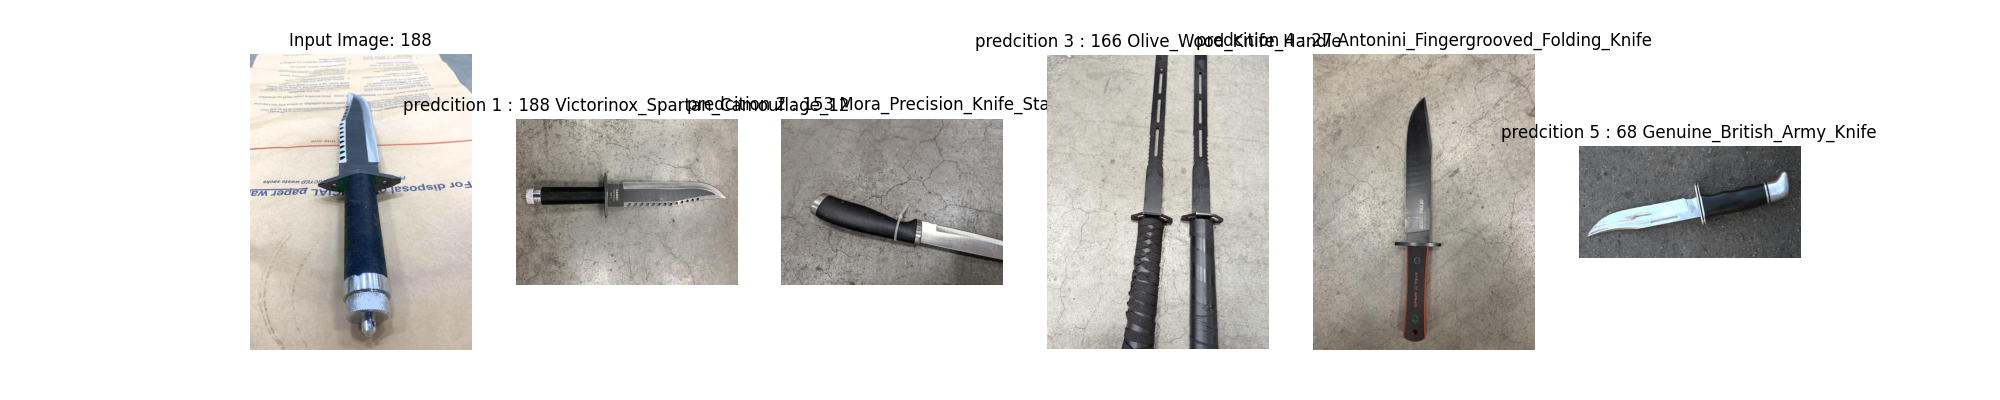 Input Image: 188
predcition 1 : 188 Victorinox_Spartan_Camouflage_12
predcition 2 : 153 Mora_Precision_Knife_Sta
predcition 3 : 166 Olive_Wood_Knife_Handle
predcition 4 : 27 Antonini_Fingergrooved_Folding_Knife
predcition 5 : 68 Genuine_British_Army_Knife
For disposal
paper